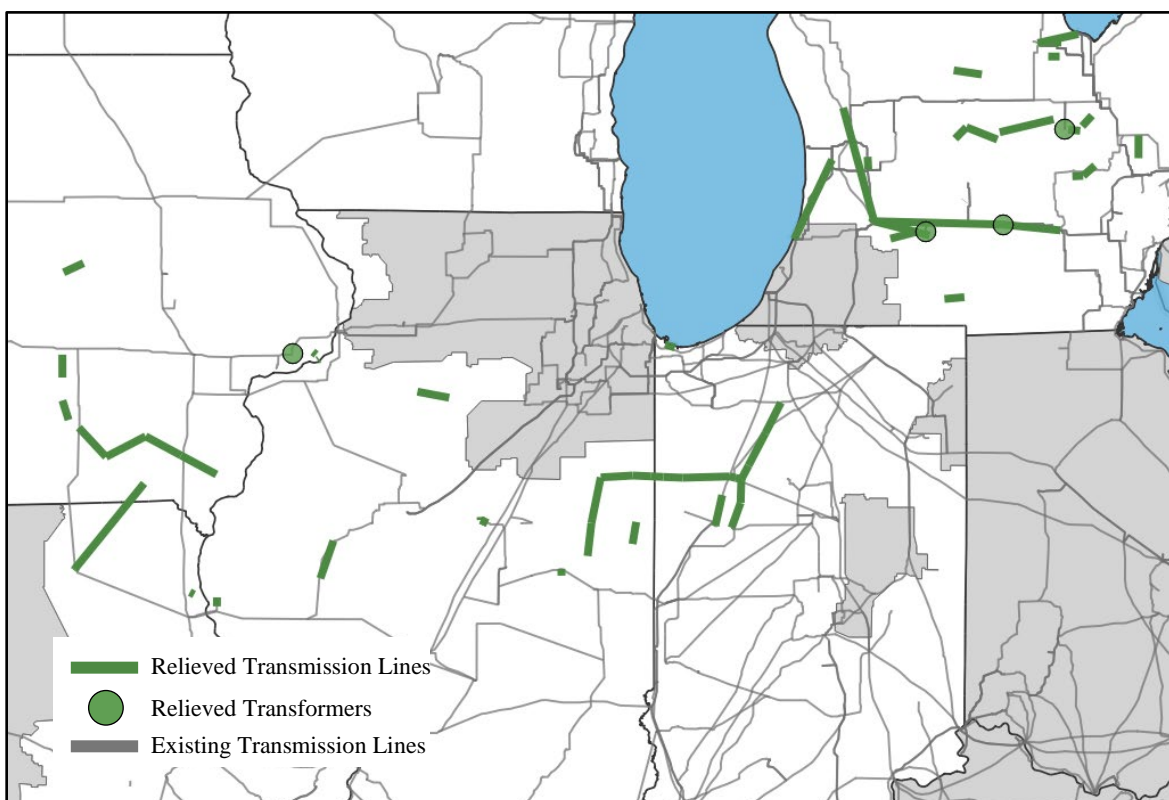 Relieved Transmission Lines
Relieved Transformers
Existing Transmission Lines